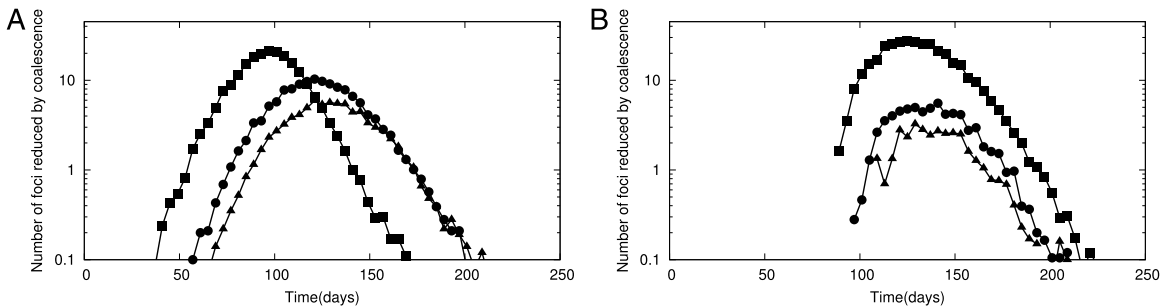 A
Number of foci reduced by coalescence
10
1
0.1
0 50 100 150 200 250
Time(days)
B
Number of foci reduced by coalescence
10
1
0.1
0 50 100 150 200 250
Time(days)